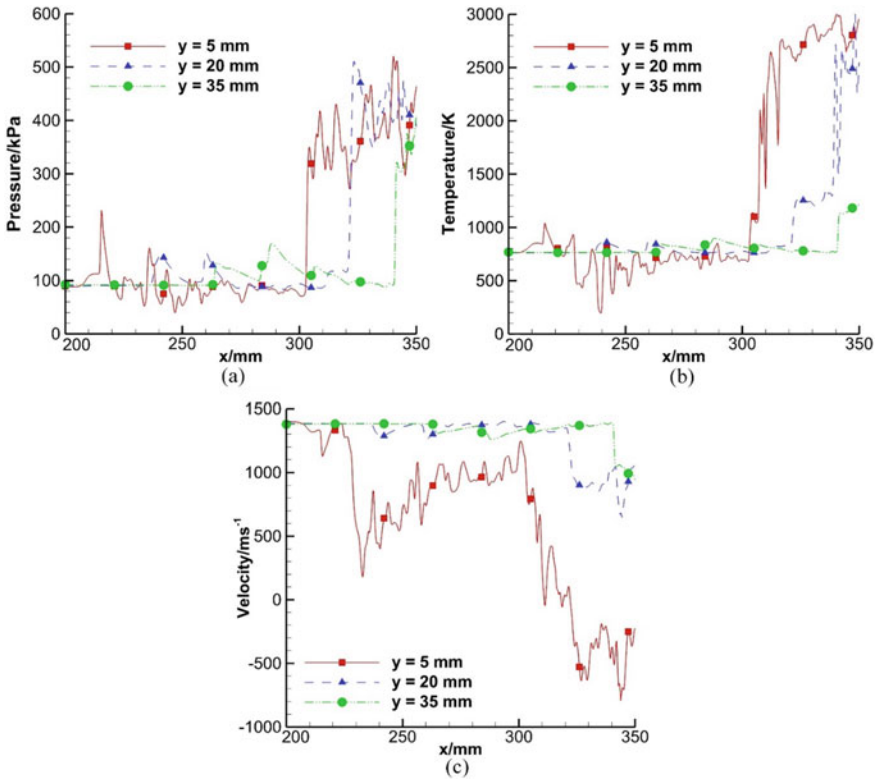 600
500
400
300
200
100
0
Pressure/kPa
y = 5 mm
y = 20 mm
y = 35 mm
200
250
300
350
x/mm
(a)
3000
2500
2000
1500
1000
500
0
Temperature/K
y = 5 mm
y = 20 mm
y = 35 mm
200
250
300
350
x/mm
(b)
1500
1000
500
0
-500
-1000
Velocity/ms⁻¹
y = 5 mm
y = 20 mm
y = 35 mm
200
250
300
350
x/mm
(c)